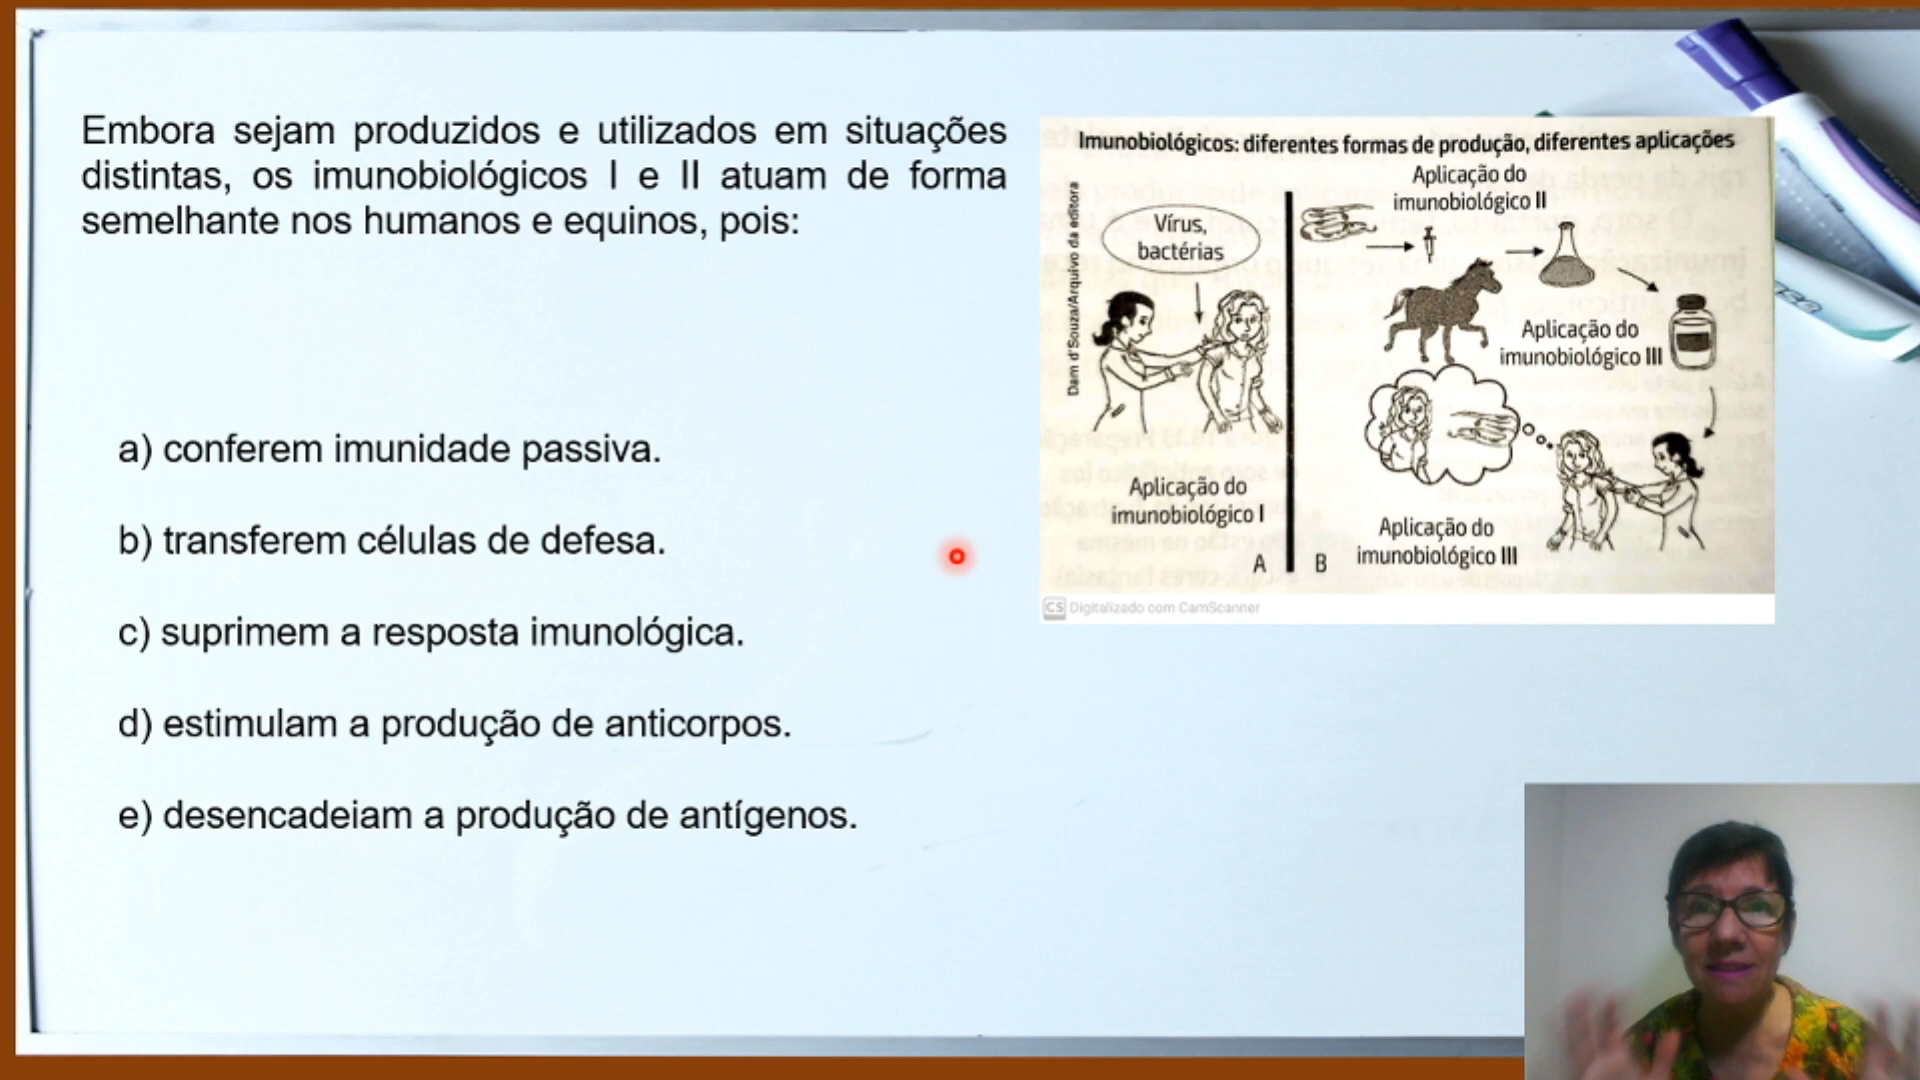 Embora sejam produzidos e utilizados em situações
distintas, os imunobiológicos I e II atuam de forma
semelhante nos humanos e equinos, pois:
a) conferem imunidade passiva.
b) transferem células de defesa.
c) suprimem a resposta imunológica.
d) estimulam a produção de anticorpos.
e) desencadeiam a produção de antígenos.
Imunobiológicos: diferentes formas de produção, diferentes aplicações
Dam d'Souza/Arquivo da editora
Vírus,
bactérias
Aplicação do
imunobiológico I
A
Aplicação do
imunobiológico II
Aplicação do
imunobiológico III
Aplicação do
imunobiológico III
B
CS Digitalizado com CamScanner